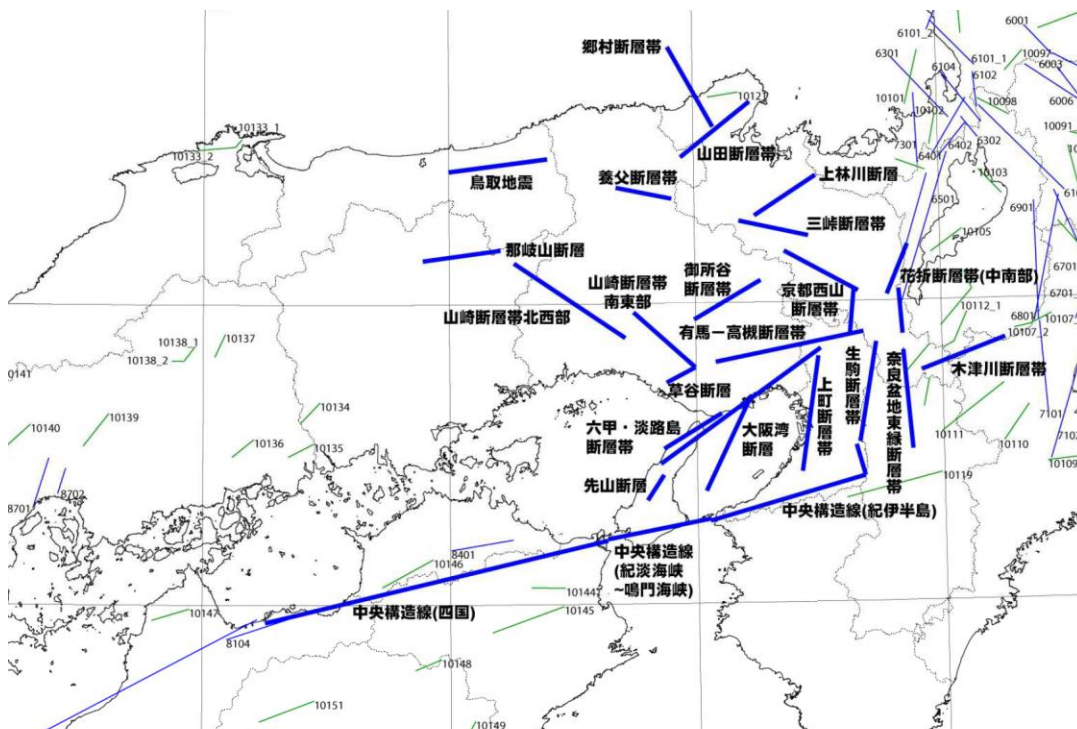 6101_2
6001
郷村断層帯
6301
6101_1
10097
6104
6102
6003
10121
10101
10102
10098
6006
10133_1
10133_2
10091
山田断層帯
7301
6401
6402
6302
鳥取地震
養父断層帯
上林川断層
10103
6501
6901
三峠断層帯
10105
那岐山断層
山崎断層帯
南東部
御所谷
断層帯
京都西山
断層帯
花折断層帯(中南部)
6701
6701_
山崎断層帯北西部
有馬－高槻断層帯
10112_1
6801
10107_
10107_2
10138_1
10137
10138_2
10141
生駒断層帯
奈良盆地東縁断層帯
木津川断層帯
草谷断層
上町断層帯
10134
10139
10140
六甲・淡路島
断層帯
大阪湾
断層
10136
10135
10111
10110
7101
7102
10109
先山断層
10119
8702
8701
中央構造線(紀伊半島)
8401
10146
中央構造線
(紀淡海峡
~鳴門海峡)
10144
10147
中央構造線(四国)
10145
8104
10148
10151
10149